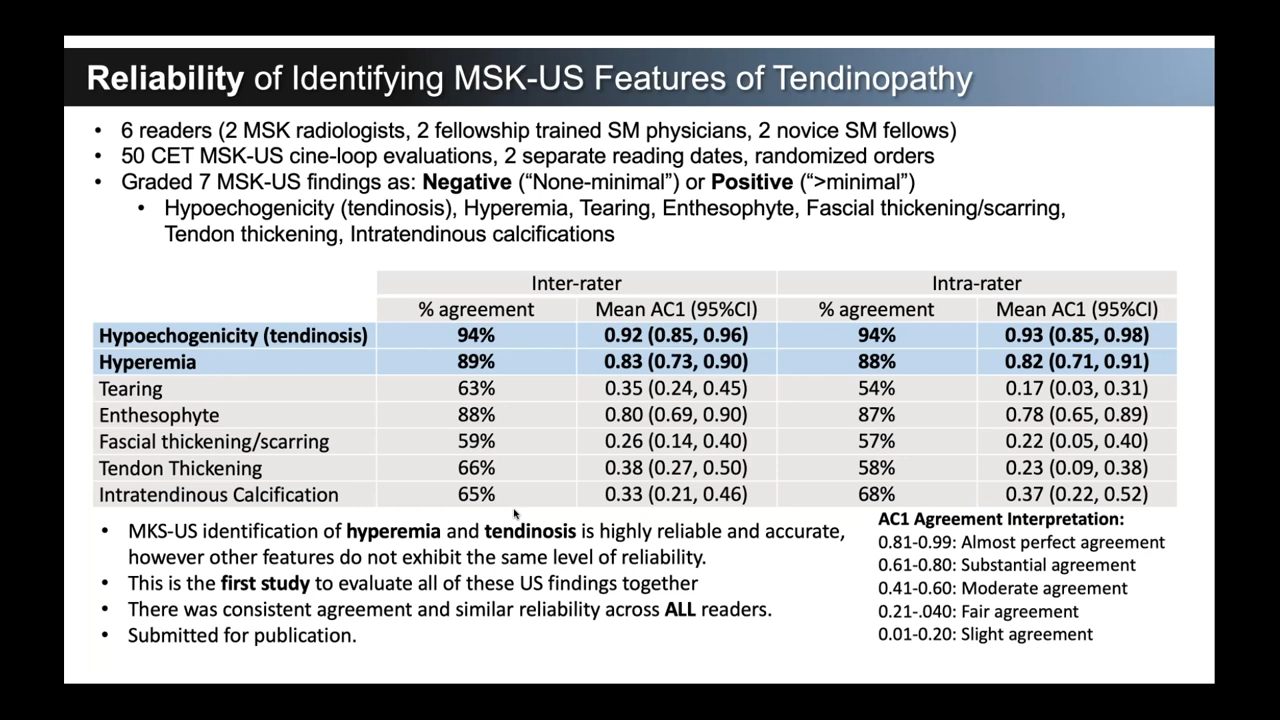 Reliability of Identifying MSK-US Features of Tendinopathy
• 6 readers (2 MSK radiologists, 2 fellowship trained SM physicians, 2 novice SM fellows)
• 50 CET MSK-US cine-loop evaluations, 2 separate reading dates, randomized orders
• Graded 7 MSK-US findings as: Negative (“None-minimal”) or Positive (“>minimal”)
• Hypoechogenicity (tendinosis), Hyperemia, Tearing, Enthesophyte, Fascial thickening/scarring,
Tendon thickening, Intratendinous calcifications
Inter-rater Intra-rater
% agreement Mean AC1 (95%CI) % agreement Mean AC1 (95%CI)
Hypoechogenicity (tendinosis) 94% 0.92 (0.85, 0.96) 94% 0.93 (0.85, 0.98)
Hyperemia 89% 0.83 (0.73, 0.90) 88% 0.82 (0.71, 0.91)
Tearing 63% 0.35 (0.24, 0.45) 54% 0.17 (0.03, 0.31)
Enthesophyte 88% 0.80 (0.69, 0.90) 87% 0.78 (0.65, 0.89)
Fascial thickening/scarring 59% 0.26 (0.14, 0.40) 57% 0.22 (0.05, 0.40)
Tendon Thickening 66% 0.38 (0.27, 0.50) 58% 0.23 (0.09, 0.38)
Intratendinous Calcification 65% 0.33 (0.21, 0.46) 68% 0.37 (0.22, 0.52)
• MKS-US identification of hyperemia and tendinosis is highly reliable and accurate,
however other features do not exhibit the same level of reliability.
• This is the first study to evaluate all of these US findings together
• There was consistent agreement and similar reliability across ALL readers.
• Submitted for publication.
AC1 Agreement Interpretation:
0.81-0.99: Almost perfect agreement
0.61-0.80: Substantial agreement
0.41-0.60: Moderate agreement
0.21-.040: Fair agreement
0.01-0.20: Slight agreement